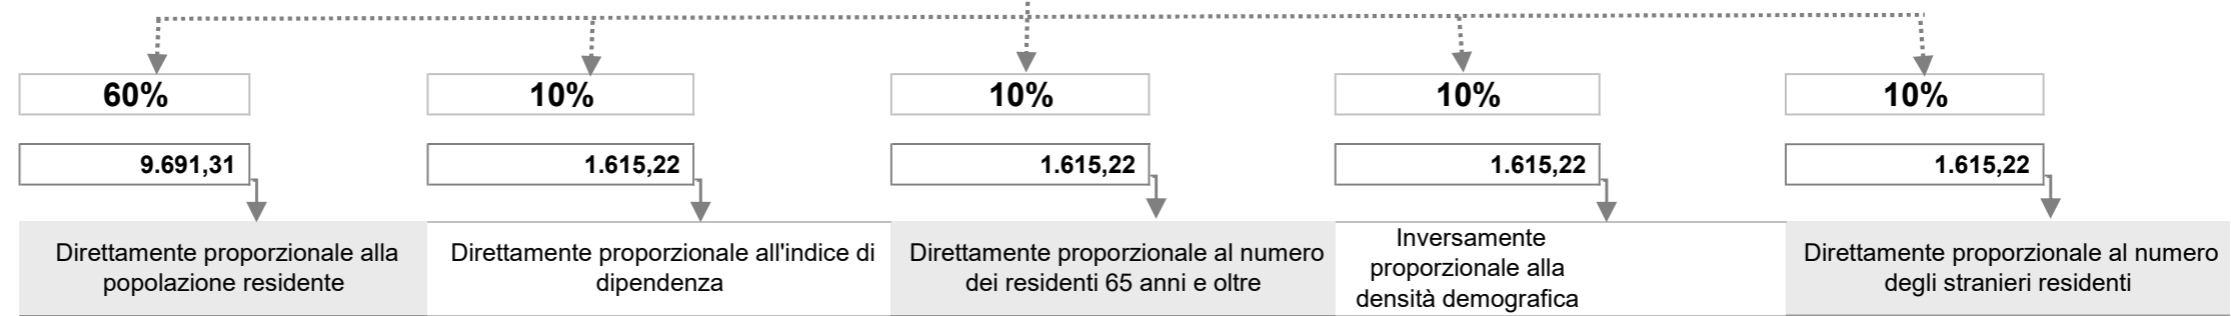 60%
10%
10%
10%
10%
9.691,31
1.615,22
1.615,22
1.615,22
1.615,22
Direttamente proporzionale alla
popolazione residente
Direttamente proporzionale all'indice di
dipendenza
Direttamente proporzionale al numero
dei residenti 65 anni e oltre
Inversamente
proporzionale alla
densità demografica
Direttamente proporzionale al numero
degli stranieri residenti